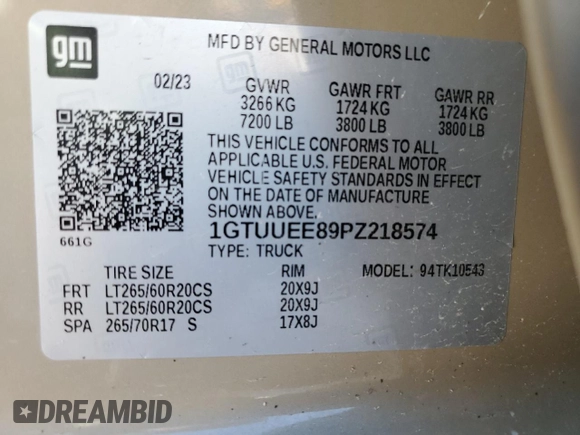 gm
MFD BY GENERAL MOTORS LLC
02/23
GVWR GAWR FRT GAWR RR
3266 KG 1724 KG 1724 KG
7200 LB 3800 LB 3800 LB
THIS VEHICLE CONFORMS TO ALL
APPLICABLE U.S. FEDERAL MOTOR
VEHICLE SAFETY STANDARDS IN EFFECT
ON THE DATE OF MANUFACTURE
SHOWN ABOVE.
661G
1GTUUEE89PZ218574
TYPE: TRUCK
TIRE SIZE RIM MODEL: 94TK10543
FRT LT265/60R20CS 20X9J
RR LT265/60R20CS 20X9J
SPA 265/70R17 S 17X8J
DREAMBID